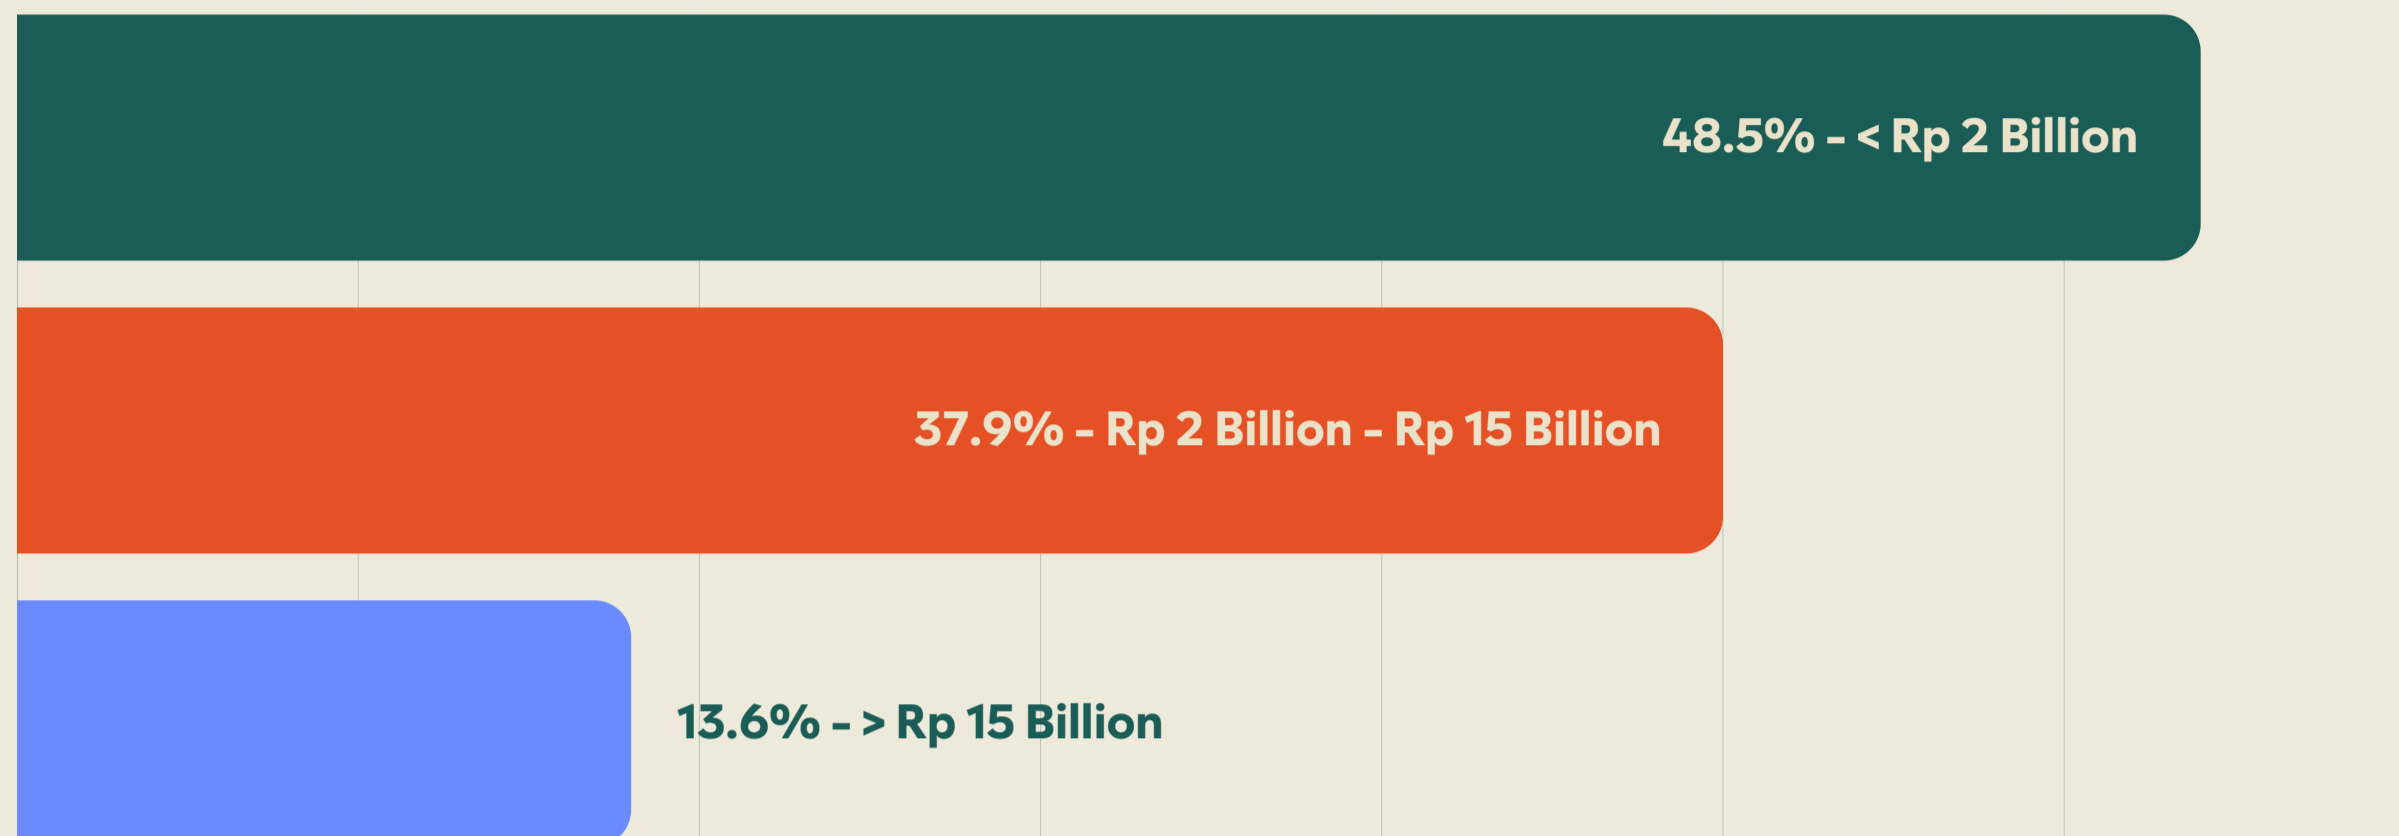 48.5% - < Rp 2 Billion
37.9% - Rp 2 Billion - Rp 15 Billion
13.6% - > Rp 15 Billion